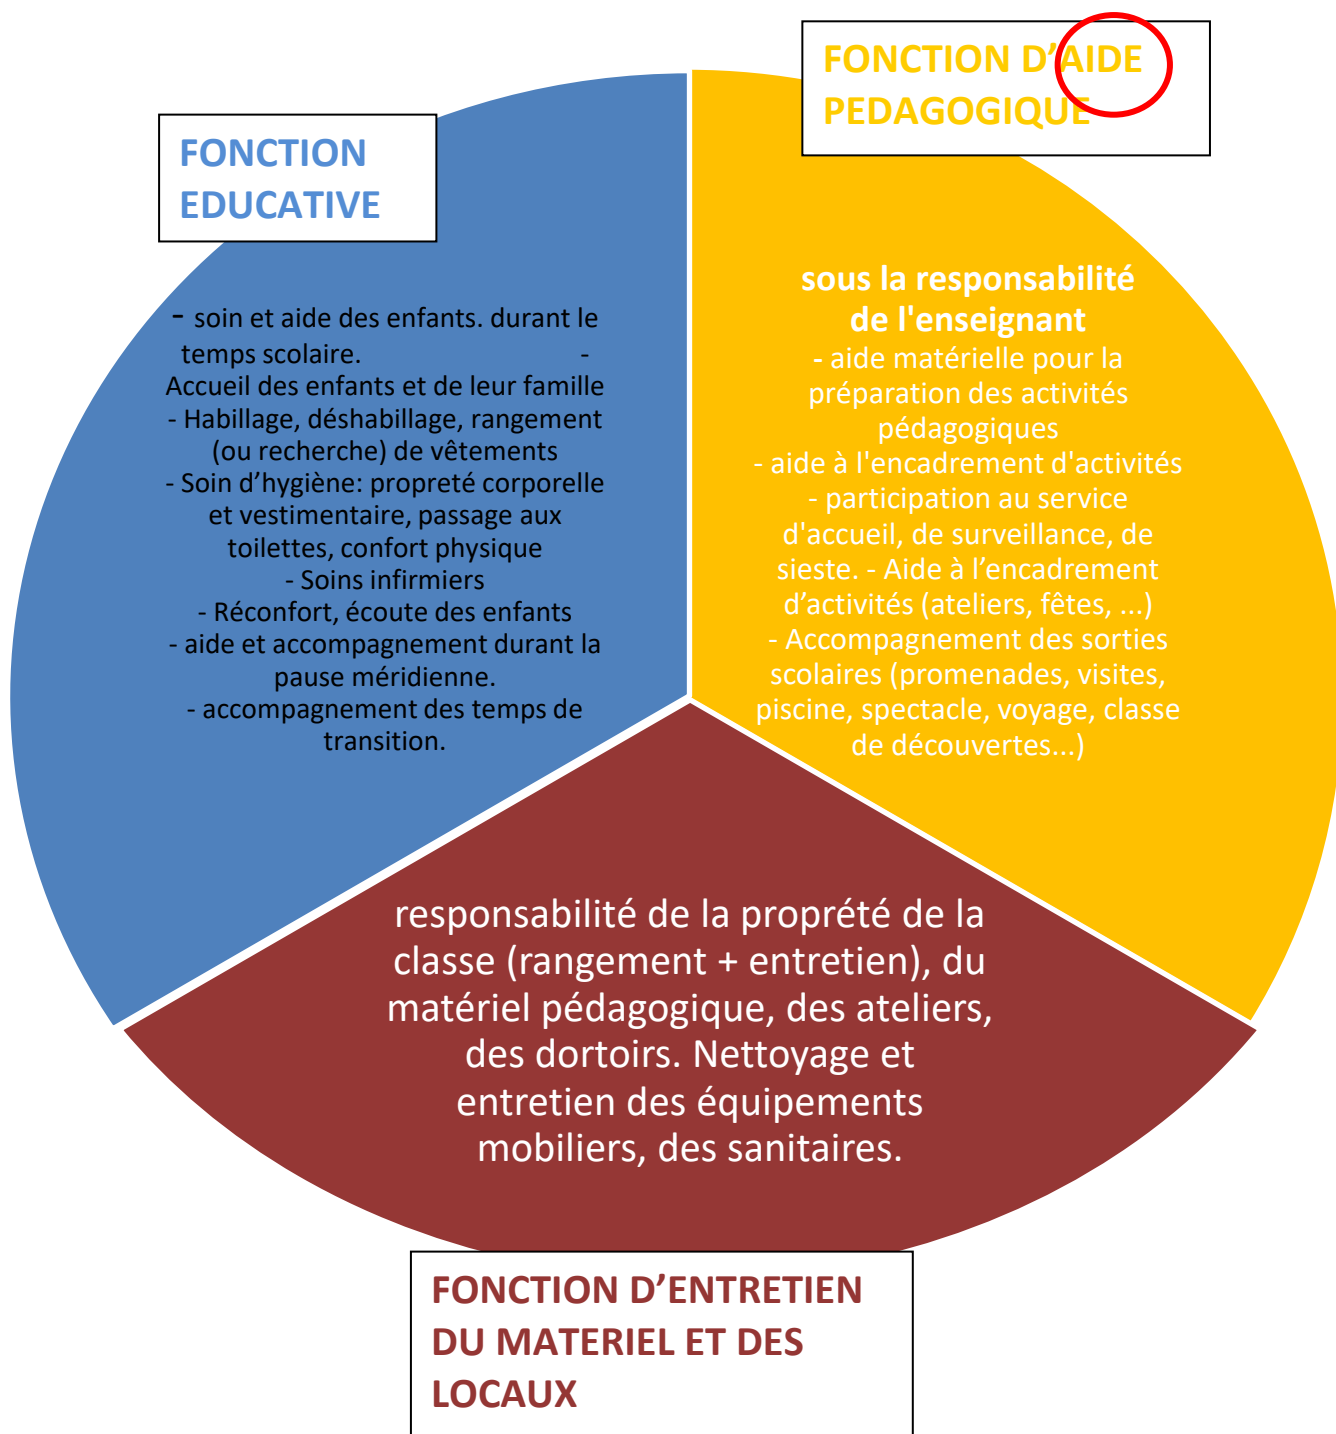 FONCTION D’AIDE
PEDAGOGIQUE
FONCTION
EDUCATIVE
- soin et aide des enfants. durant le
temps scolaire. -
Accueil des enfants et de leur famille
- Habillage, déshabillage, rangement
(ou recherche) de vêtements
- Soin d’hygiène: propreté corporelle
et vestimentaire, passage aux
toilettes, confort physique
- Soins infirmiers
- Réconfort, écoute des enfants
- aide et accompagnement durant la
pause méridienne.
- accompagnement des temps de
transition.
sous la responsabilité
de l'enseignant
- aide matérielle pour la
préparation des activités
pédagogiques
- aide à l'encadrement d'activités
- participation au service
d'accueil, de surveillance, de
sieste. - Aide à l’encadrement
d’activités (ateliers, fêtes, ...)
- Accompagnement des sorties
scolaires (promenades, visites,
piscine, spectacle, voyage, classe
de découvertes...)
responsabilité de la proprété de la
classe (rangement + entretien), du
matériel pédagogique, des ateliers,
des dortoirs. Nettoyage et
entretien des équipements
mobiliers, des sanitaires.
FONCTION D’ENTRETIEN
DU MATERIEL ET DES
LOCAUX